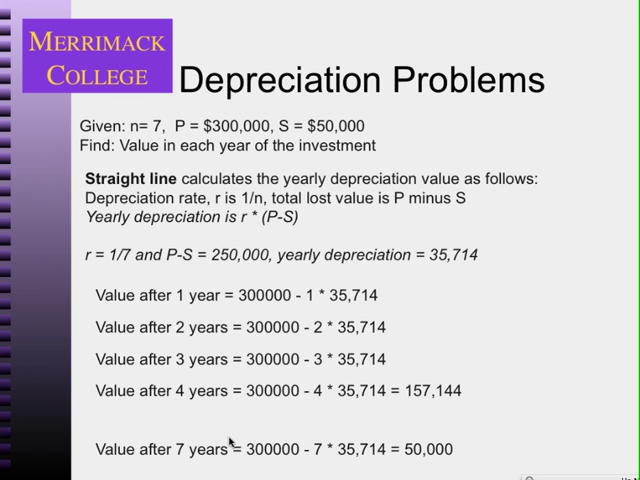 MERRIMACK
COLLEGE
Depreciation Problems
Given: n= 7, P = $300,000, S = $50,000
Find: Value in each year of the investment
Straight line calculates the yearly depreciation value as follows:
Depreciation rate, r is 1/n, total lost value is P minus S
Yearly depreciation is r * (P-S)
r = 1/7 and P-S = 250,000, yearly depreciation = 35,714
Value after 1 year = 300000 - 1 * 35,714
Value after 2 years = 300000 - 2 * 35,714
Value after 3 years = 300000 - 3 * 35,714
Value after 4 years = 300000 - 4 * 35,714 = 157,144
Value after 7 years = 300000 - 7 * 35,714 = 50,000